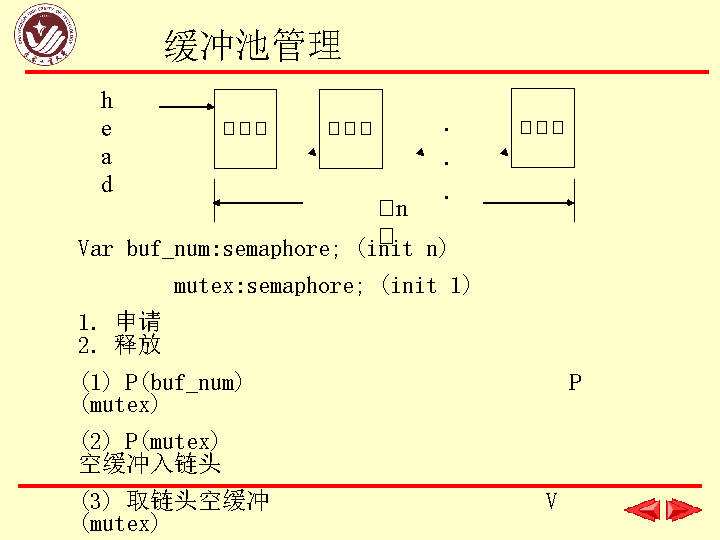 缓冲池管理
h
e
a
d
.
.
.
n
Var buf_num:semaphore; (init n)
mutex:semaphore; (init 1)
1. 申请
2. 释放
(1) P(buf_num) P
(mutex)
(2) P(mutex)
空缓冲入链头
(3) 取链头空缓冲 V
(mutex)